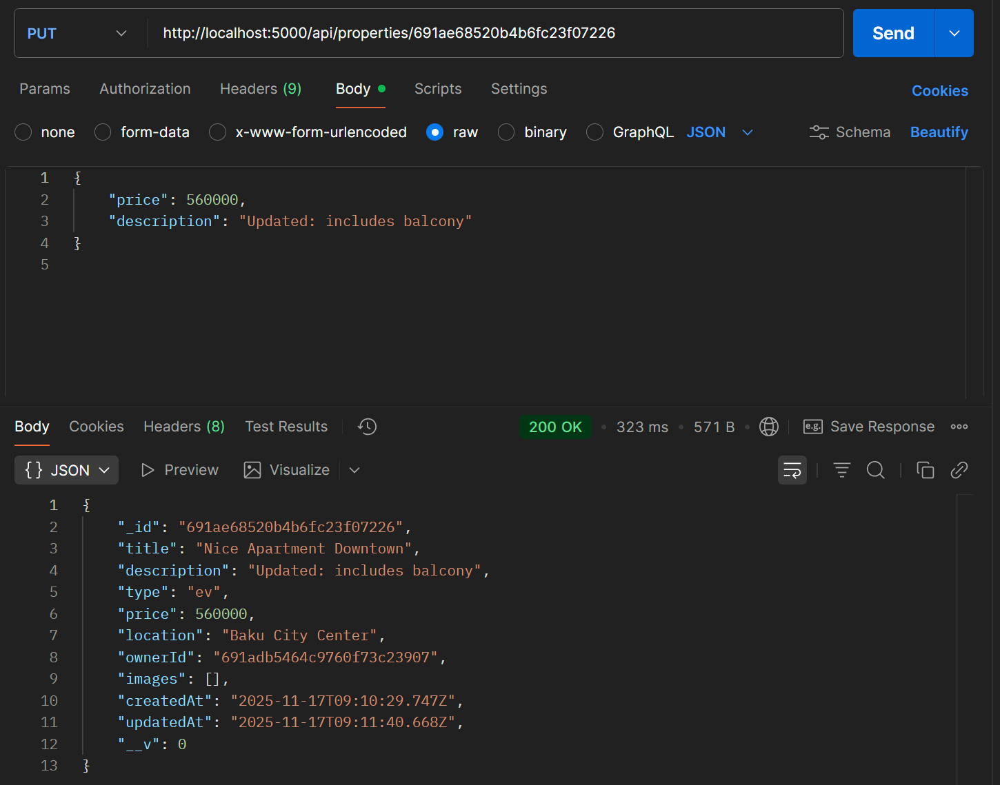 PUT http://localhost:5000/api/properties/691ae68520b4b6fc23f07226 Send
Params Authorization Headers (9) Body Scripts Settings Cookies
none form-data x-www-form-urlencoded raw binary GraphQL JSON Schema Beautify
1 {
2 "price": 560000,
3 "description": "Updated: includes balcony"
4 }
5
Body Cookies Headers (8) Test Results 200 OK • 323 ms • 571 B • e.g. Save Response
{} JSON Preview Visualize
1 {
2 "_id": "691ae68520b4b6fc23f07226",
3 "title": "Nice Apartment Downtown",
4 "description": "Updated: includes balcony",
5 "type": "ev",
6 "price": 560000,
7 "location": "Baku City Center",
8 "ownerId": "691adb5464c9760f73c23907",
9 "images": [],
10 "createdAt": "2025-11-17T09:10:29.747Z",
11 "updatedAt": "2025-11-17T09:11:40.668Z",
12 "__v": 0
13 }